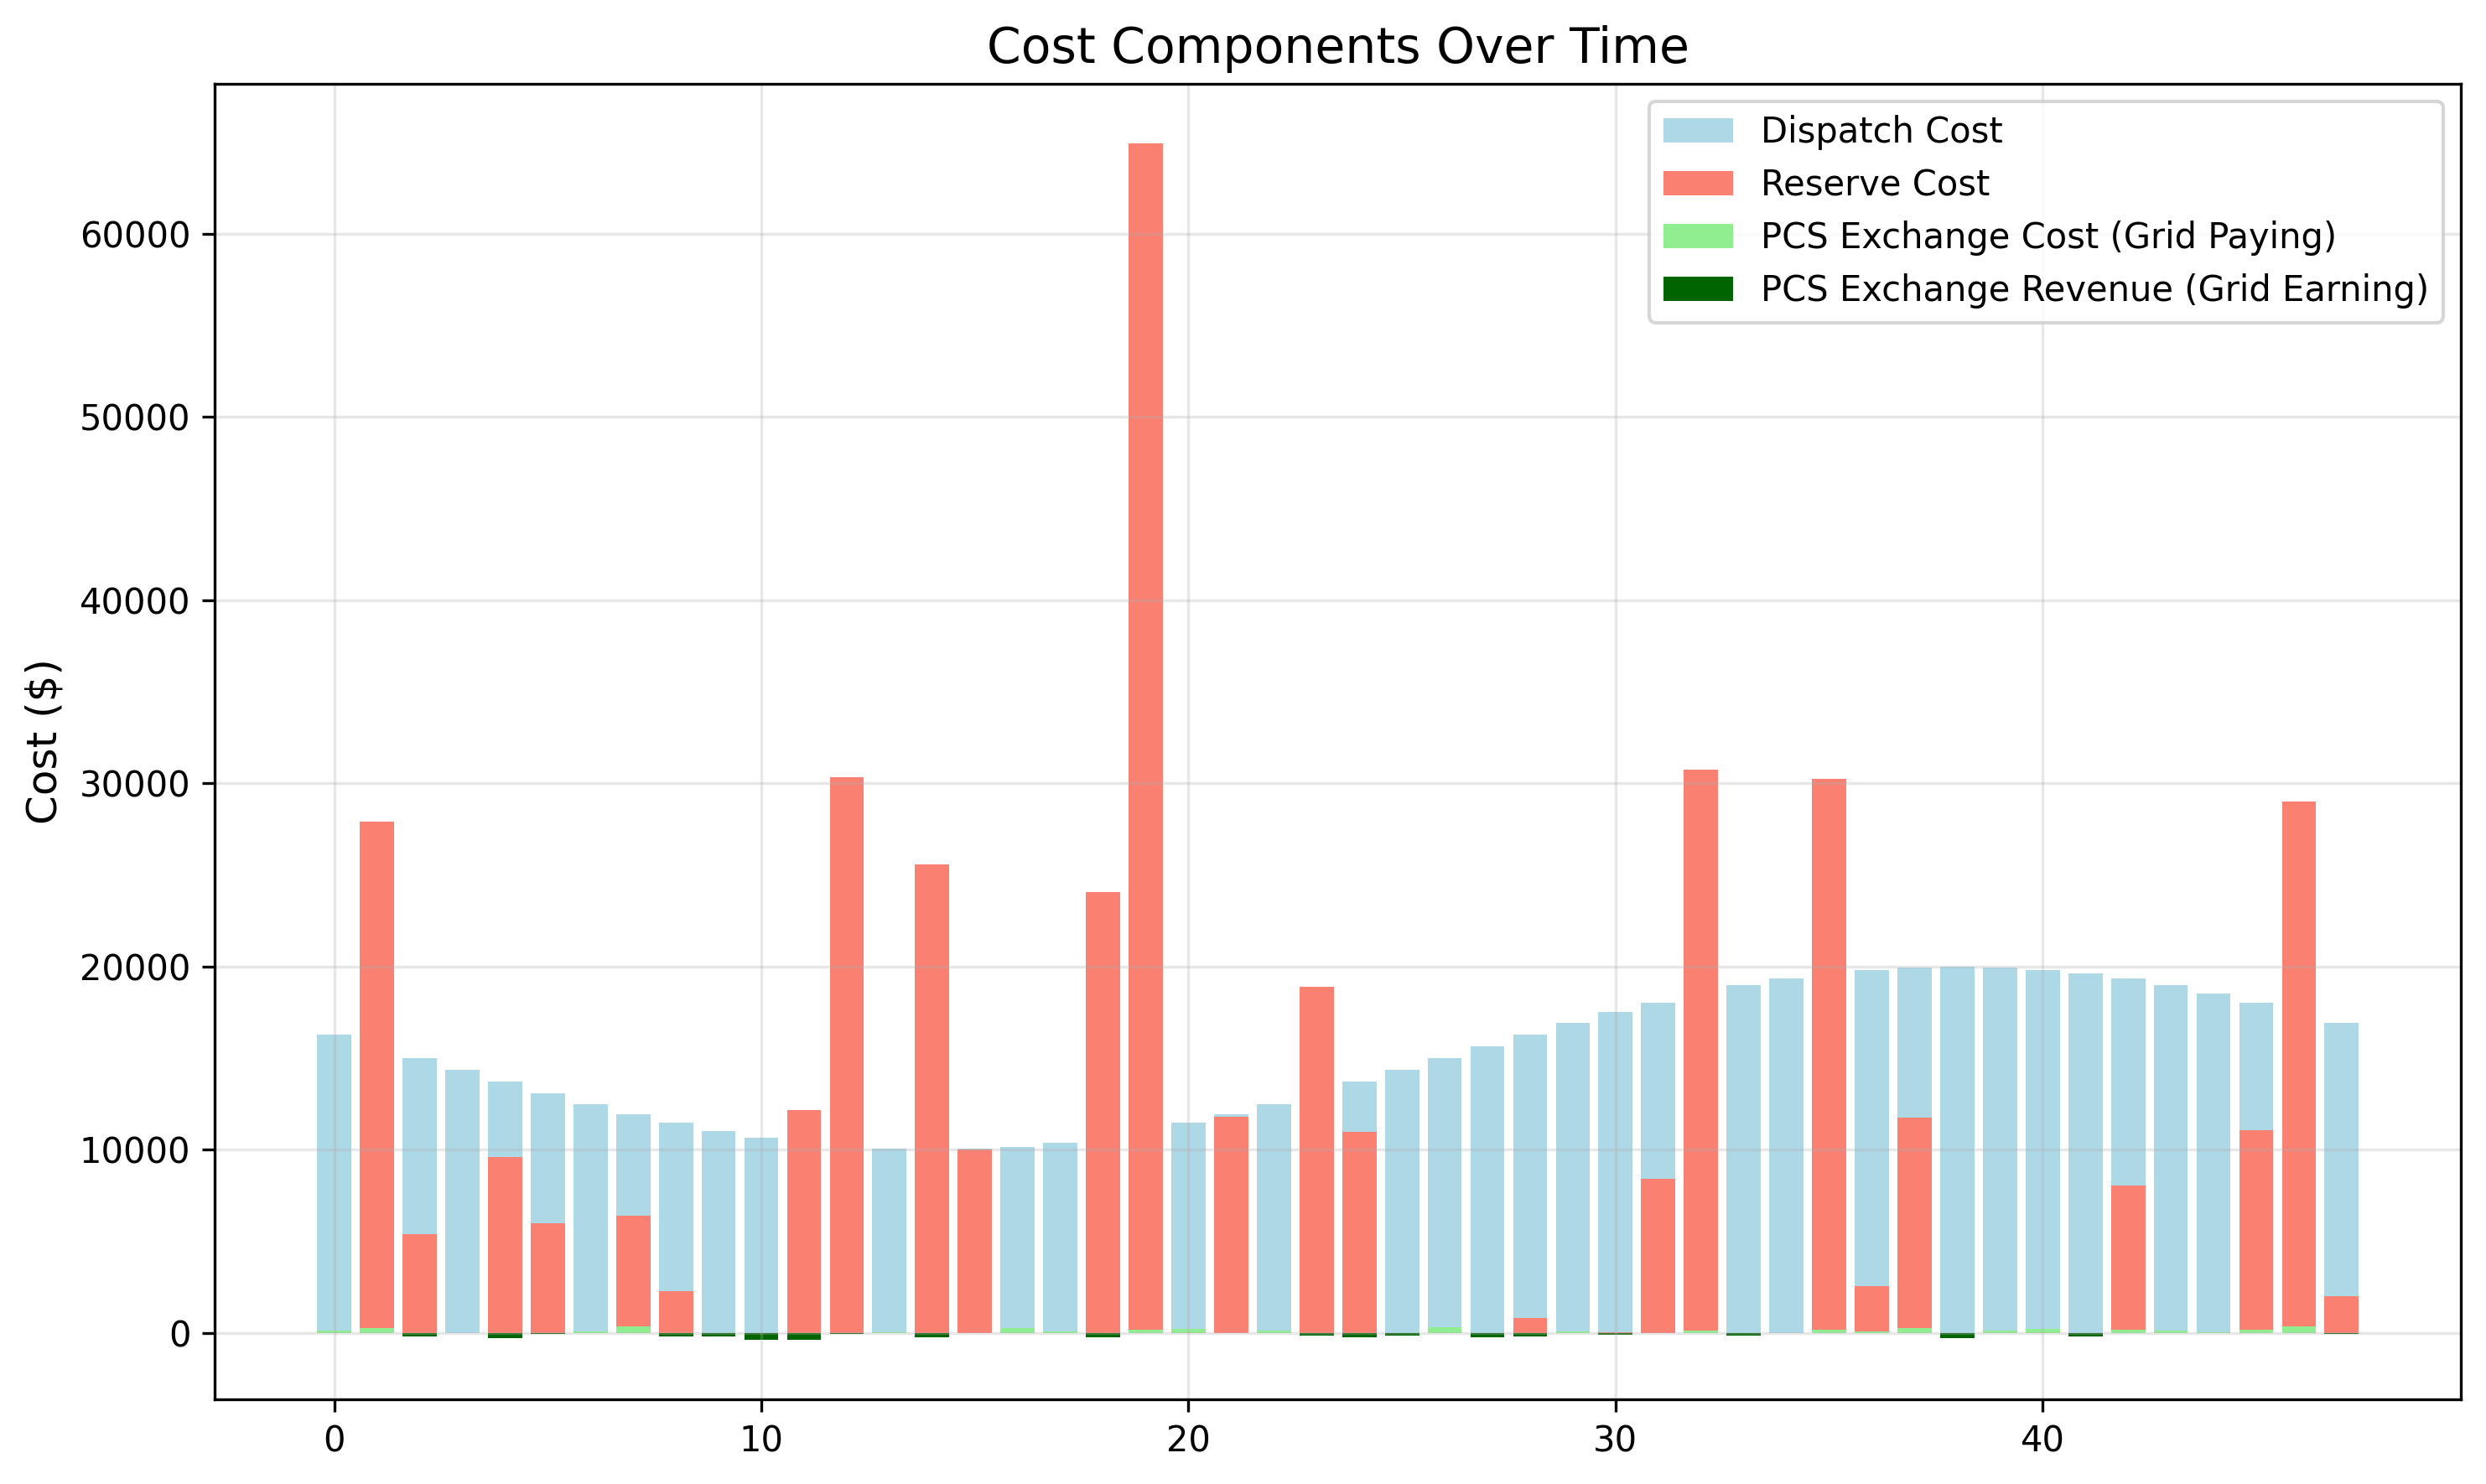 Cost Components Over Time
Dispatch Cost
Reserve Cost
PCS Exchange Cost (Grid Paying)
PCS Exchange Revenue (Grid Earning)
60000
50000
40000
30000
20000
10000
0
Cost ($)
0 10 20 30 40